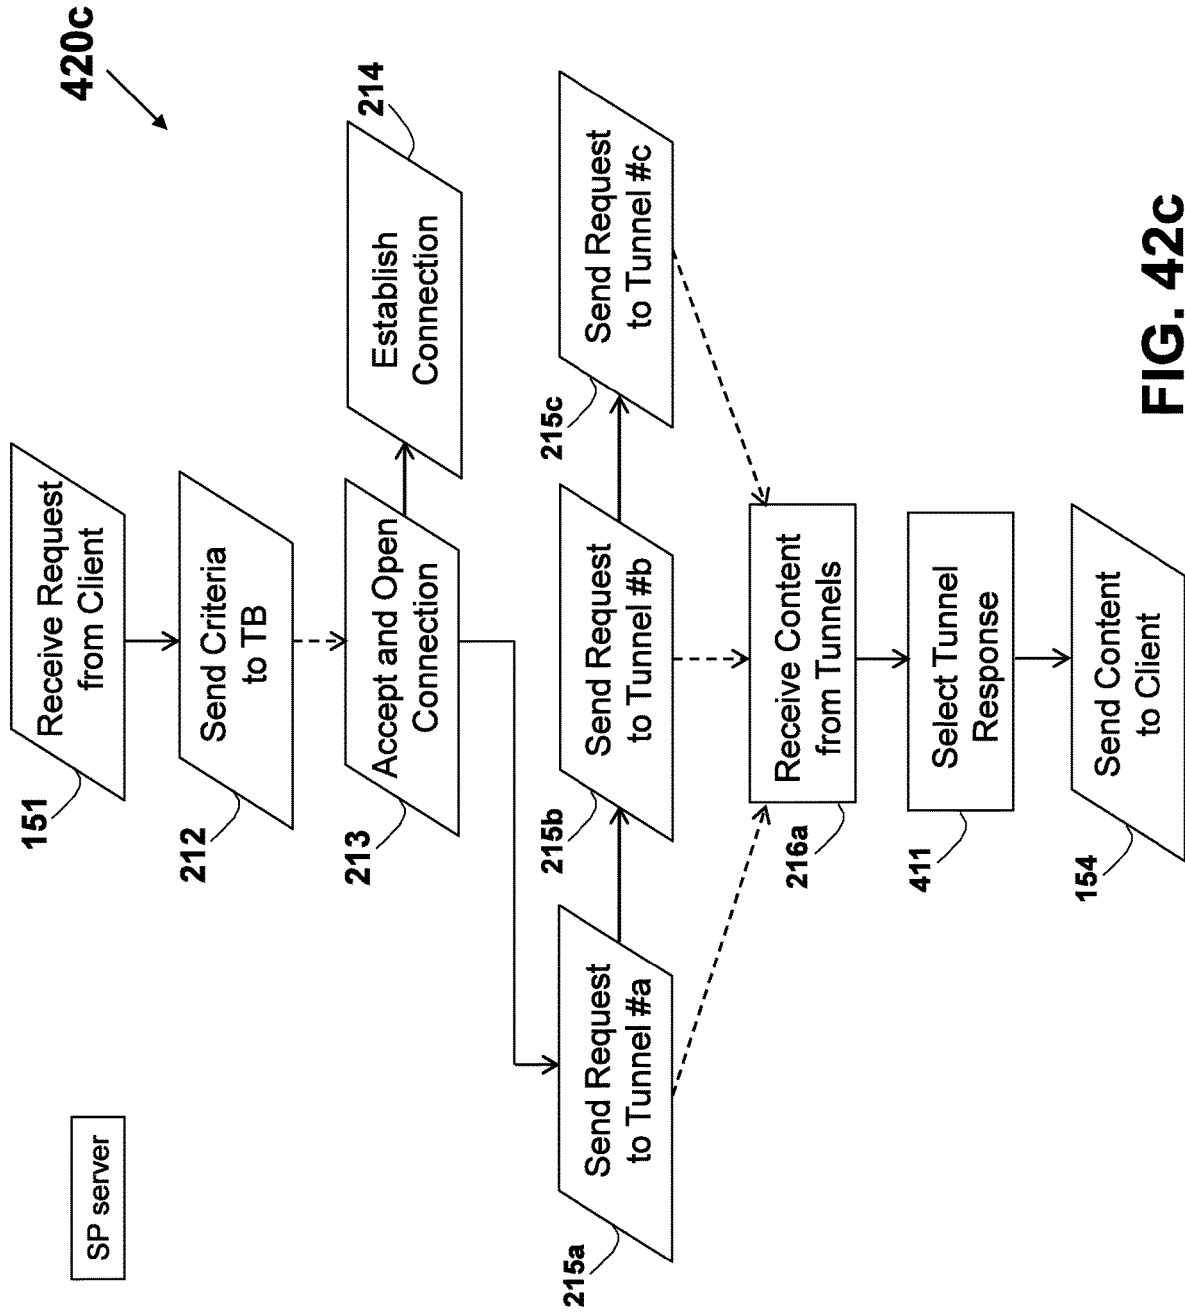 SP server
420c
151
Receive Request
from Client
212
Send Criteria
to TB
213
Accept and Open
Connection
214
Establish
Connection
215a
Send Request
to Tunnel #a
215b
Send Request
to Tunnel #b
215c
Send Request
to Tunnel #c
216a
Receive Content
from Tunnels
411
Select Tunnel
Response
154
Send Content
to Client
FIG. 42c